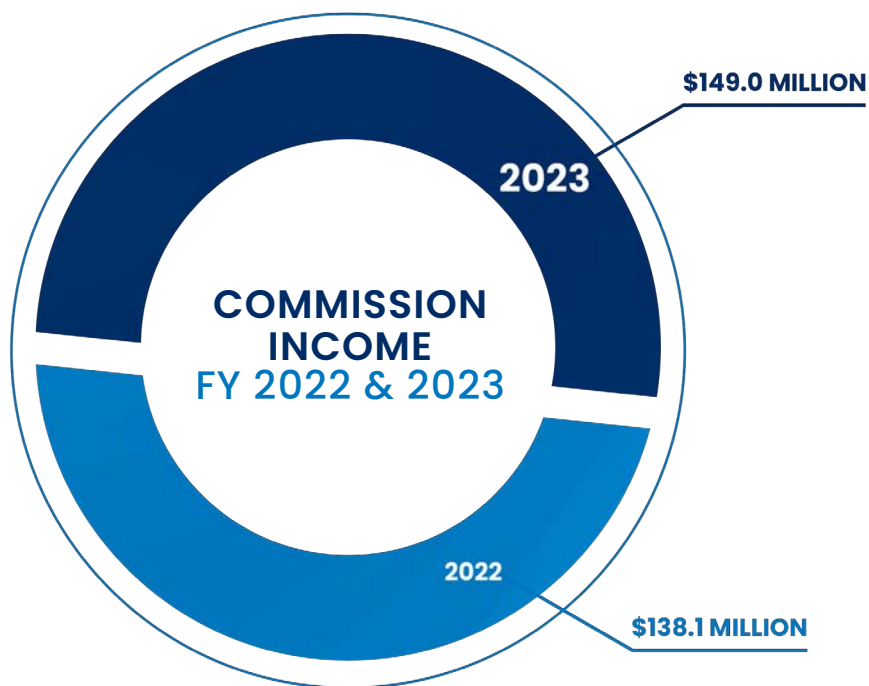 $149.0 MILLION
2023
COMMISSION
INCOME
FY 2022 & 2023
2022
$138.1 MILLION